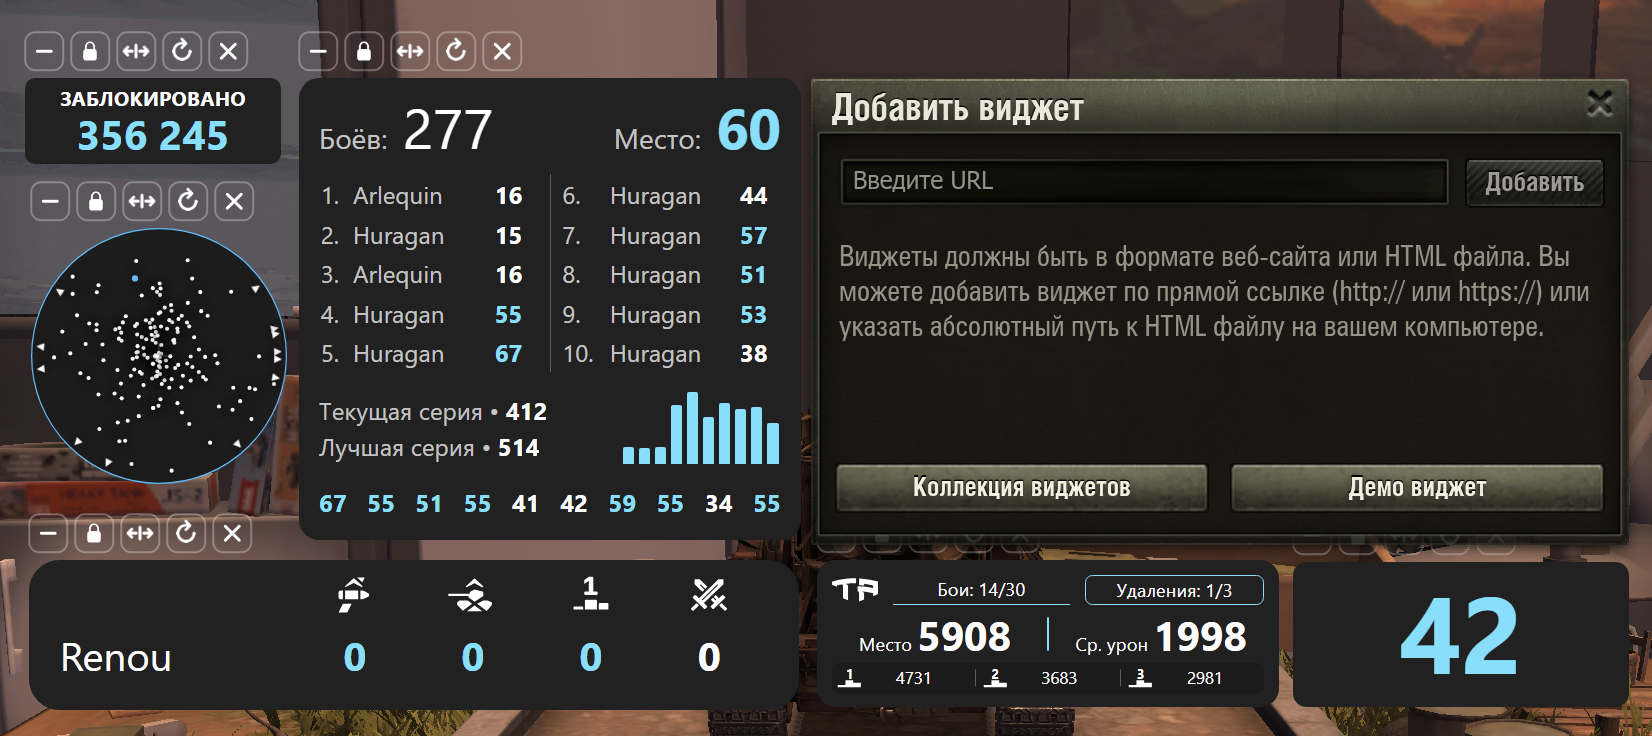 ЗАБЛОКИРОВАНО
356 245
Боёв: 277
Место: 60
1. Arlequin 16
2. Huragan 15
3. Arlequin 16
4. Huragan 55
5. Huragan 67
6. Huragan 44
7. Huragan 57
8. Huragan 51
9. Huragan 53
10. Huragan 38
Текущая серия • 412
Лучшая серия • 514
67 55 51 55 41 42 59 55 34 55
Добавить виджет
Введите URL
Добавить
Виджеты должны быть в формате веб-сайта или HTML файла. Вы
можете добавить виджет по прямой ссылке (http:// или https://) или
указать абсолютный путь к HTML файлу на вашем компьютере.
Коллекция виджетов
Демо виджет
1
Renou 0 0 0 0
Бои: 14/30
Удаления: 1/3
Место 5908
Ср. урон 1998
1 4731
2 3683
3 2981
42